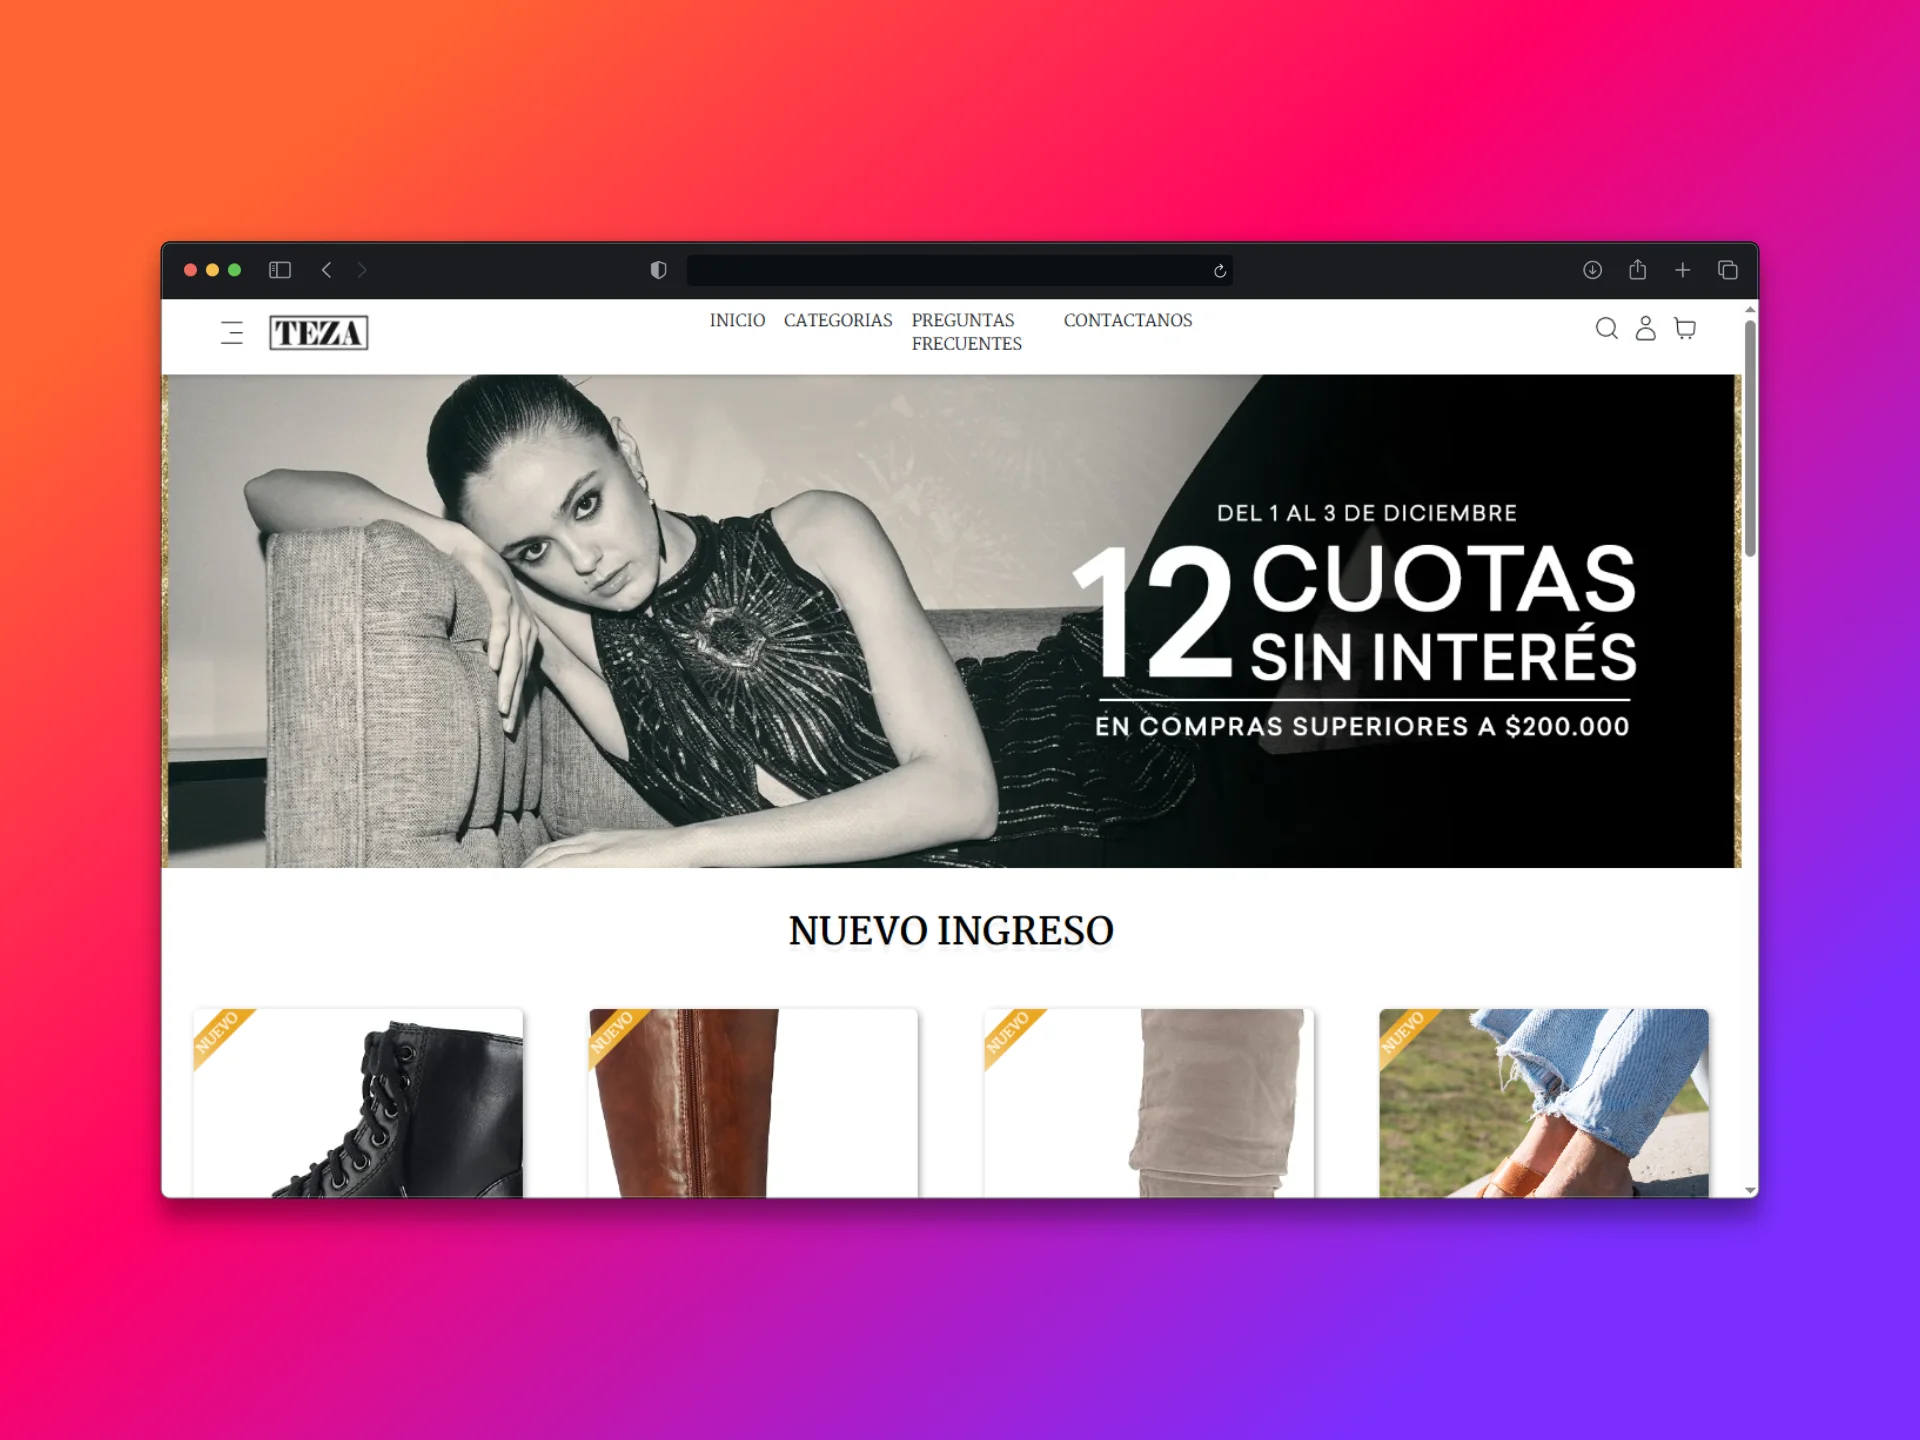 TEZA
INICIO CATEGORIAS PREGUNTAS FRECUENTES CONTACTANOS
DEL 1 AL 3 DE DICIEMBRE
12 CUOTAS
SIN INTERÉS
EN COMPRAS SUPERIORES A $200.000
NUEVO INGRESO
NUEVO
NUEVO
NUEVO
NUEVO